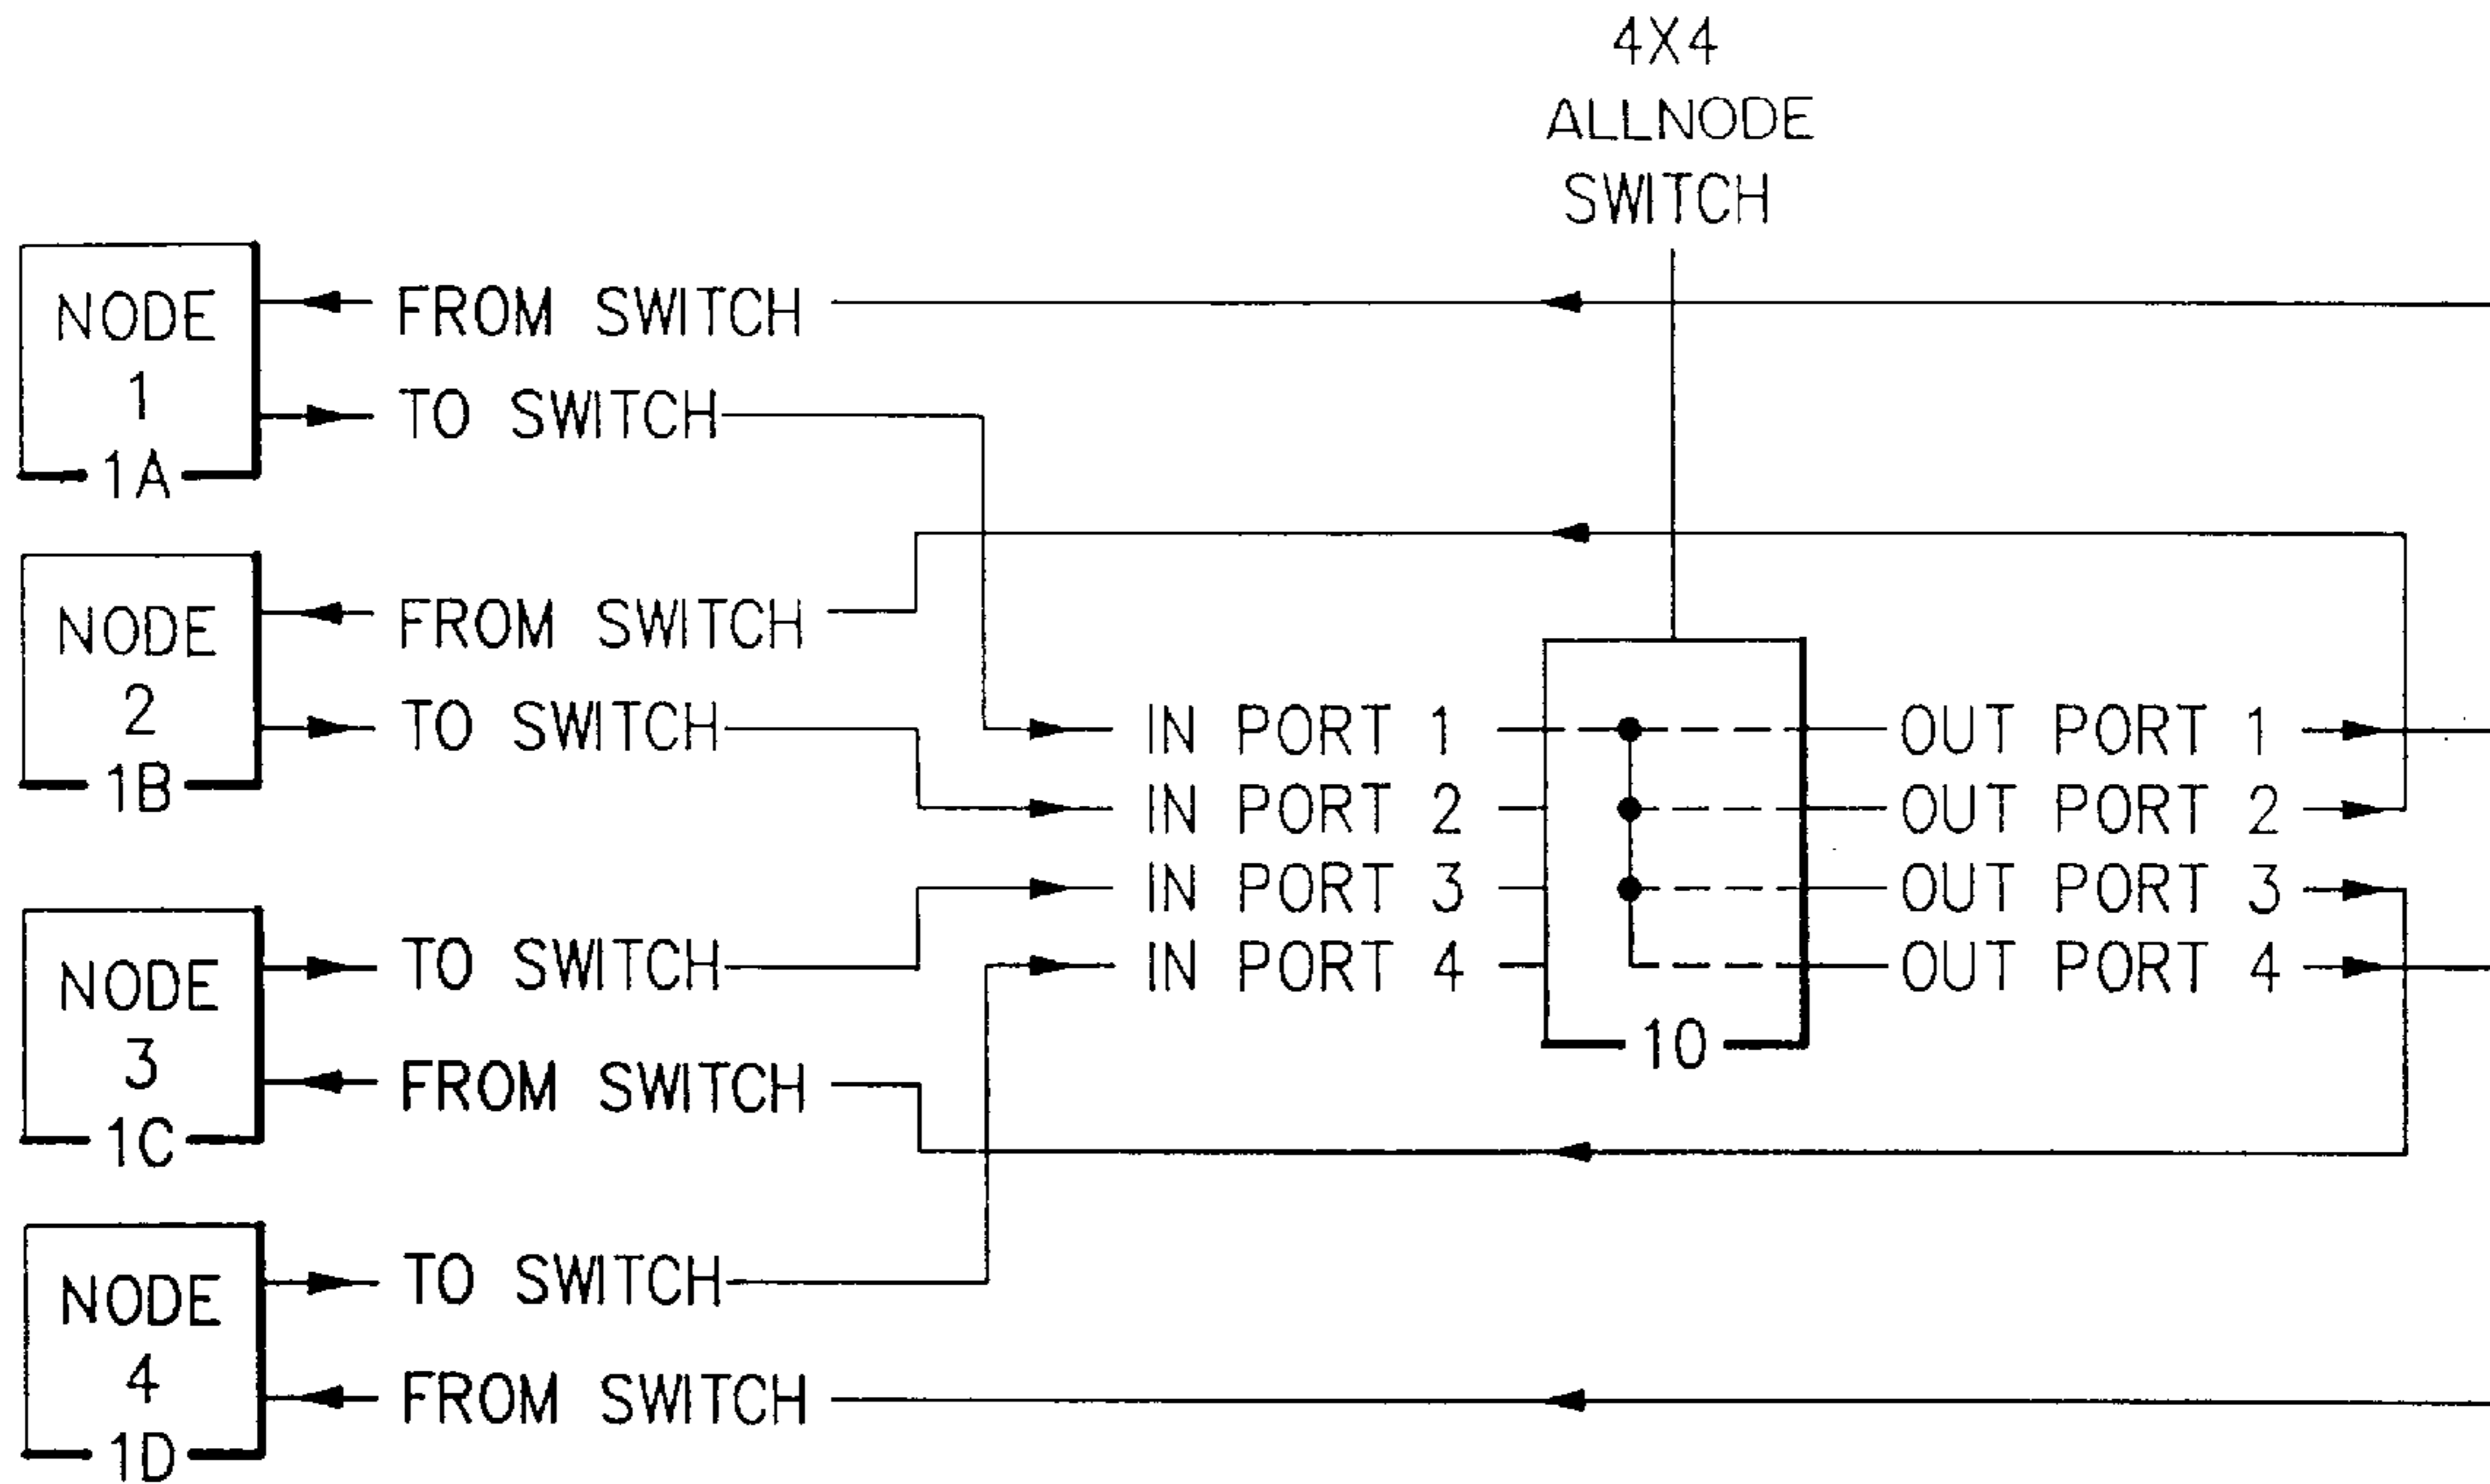 4X4
ALLNODE
SWITCH
NODE
1
1A
FROM SWITCH
TO SWITCH
NODE
2
1B
FROM SWITCH
TO SWITCH
NODE
3
1C
TO SWITCH
FROM SWITCH
NODE
4
1D
TO SWITCH
FROM SWITCH
IN PORT 1
IN PORT 2
IN PORT 3
IN PORT 4
10
OUT PORT 1
OUT PORT 2
OUT PORT 3
OUT PORT 4